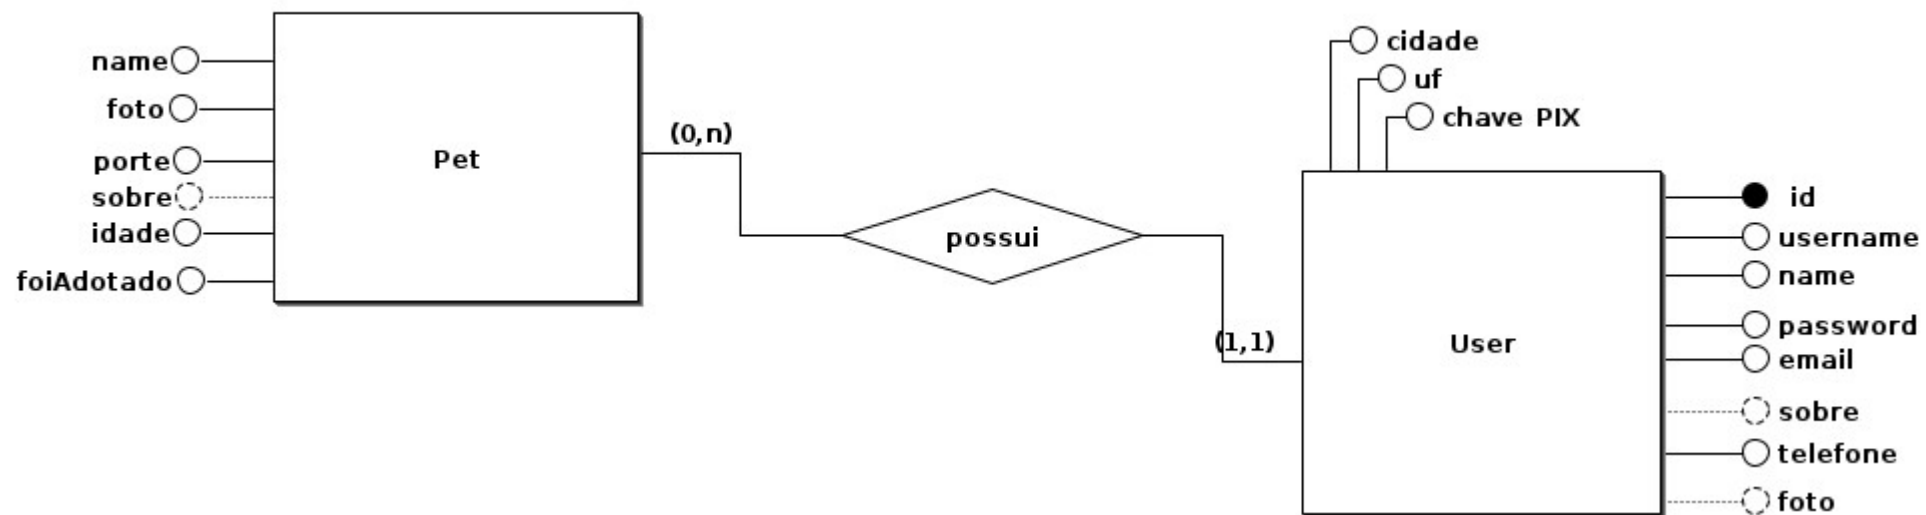 name
foto
porte
sobre
idade
foiAdotado
Pet
(0,n)
possui
(1,1)
cidade
uf
chave PIX
User
id
username
name
password
email
sobre
telefone
foto